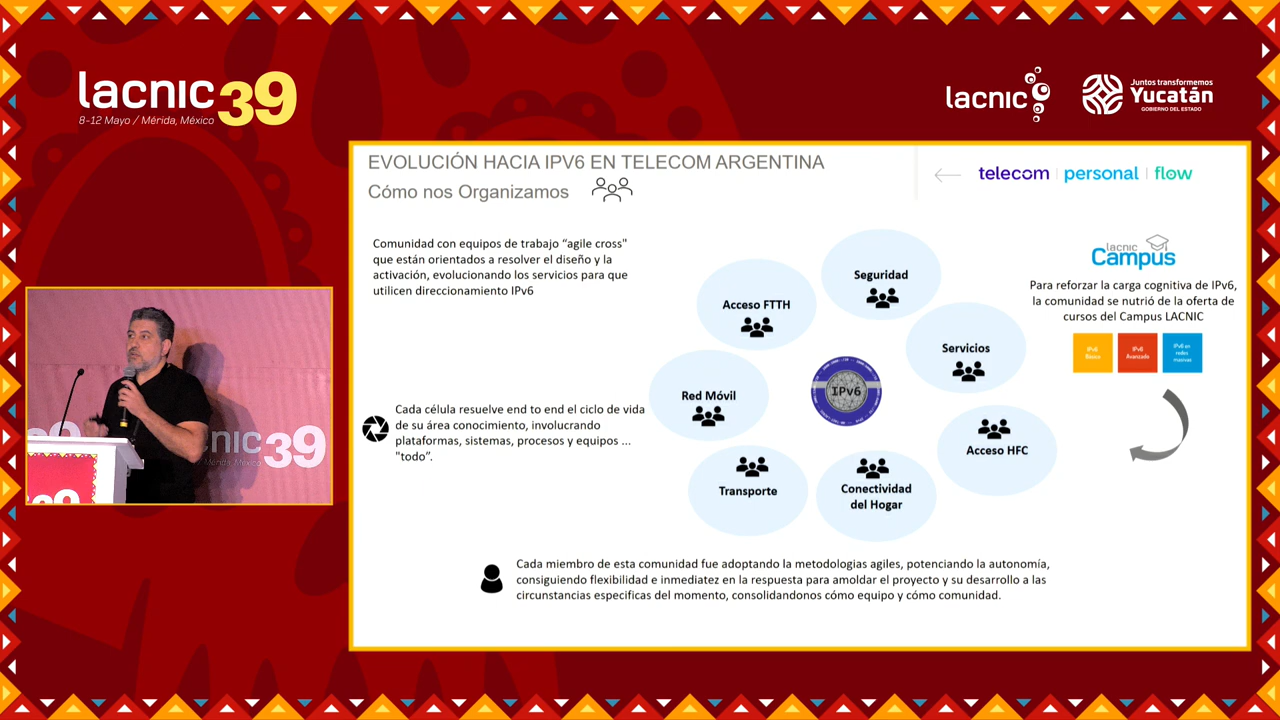 lacnic39
8-12 Mayo / Mérida, México
lacnic
Juntos transformemos
Yucatán
GOBIERNO DEL ESTADO
EVOLUCIÓN HACIA IPV6 EN TELECOM ARGENTINA
Cómo nos Organizamos
telecom | personal | flow
Comunidad con equipos de trabajo “agile cross"
que están orientados a resolver el diseño y la
activación, evolucionando los servicios para que
utilicen direccionamiento IPv6
Cada célula resuelve end to end el ciclo de vida
de su área conocimiento, involucrando
plataformas, sistemas, procesos y equipos ...
"todo”.
Seguridad
Acceso FTTH
Servicios
Red Móvil
IPv6
Acceso HFC
Transporte
Conectividad
del Hogar
lacnic
Campus
Para reforzar la carga cognitiva de IPv6,
la comunidad se nutrió de la oferta de
cursos del Campus LACNIC
IPv6
Básico
IPv6
Avanzado
IPv6 en
redes
masivas
Cada miembro de esta comunidad fue adoptando la metodologias agiles, potenciando la autonomía,
consiguiendo flexibilidad e inmediatez en la respuesta para amoldar el proyecto y su desarrollo a las
circunstancias especificas del momento, consolidandonos cómo equipo y cómo comunidad.
nic39
Mérida, México
39